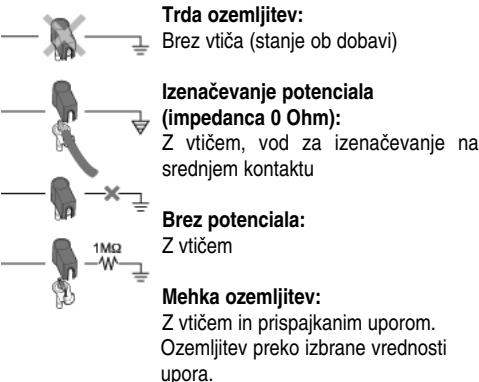 Trda ozemljitev:
Brez vtiča (stanje ob dobavi)
Izenačevanje potenciala
(impedanca 0 Ohm):
Z vtičem, vod za izenačevanje na
srednjem kontaktu
Brez potenciala:
Z vtičem
1MΩ
Mehka ozemljitev:
Z vtičem in prispajkanim uporom.
Ozemljitev preko izbrane vrednosti
upora.